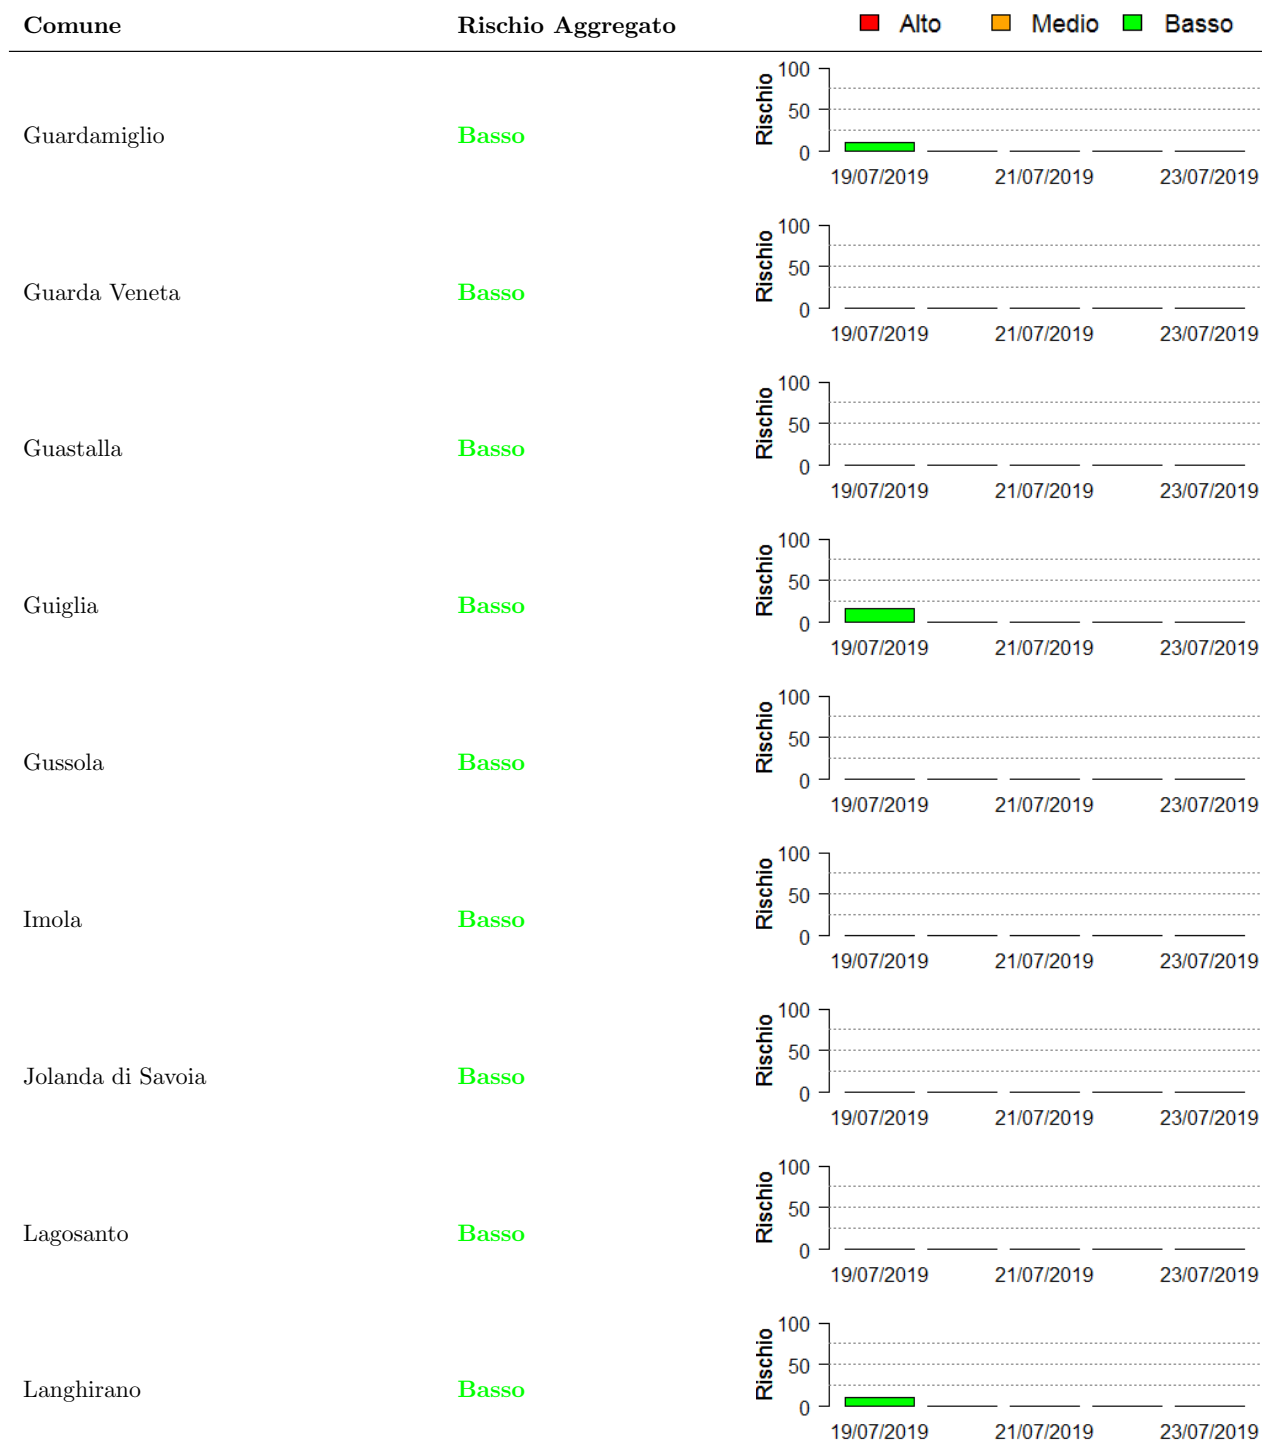 Comune Rischio Aggregato Alto Medio Basso
Guardamiglio Basso Rischio 100 50 0
19/07/2019 21/07/2019 23/07/2019
Guarda Veneta Basso Rischio 100 50 0
19/07/2019 21/07/2019 23/07/2019
Guastalla Basso Rischio 100 50 0
19/07/2019 21/07/2019 23/07/2019
Guiglia Basso Rischio 100 50 0
19/07/2019 21/07/2019 23/07/2019
Gussola Basso Rischio 100 50 0
19/07/2019 21/07/2019 23/07/2019
Imola Basso Rischio 100 50 0
19/07/2019 21/07/2019 23/07/2019
Jolanda di Savoia Basso Rischio 100 50 0
19/07/2019 21/07/2019 23/07/2019
Lagosanto Basso Rischio 100 50 0
19/07/2019 21/07/2019 23/07/2019
Langhirano Basso Rischio 100 50 0
19/07/2019 21/07/2019 23/07/2019